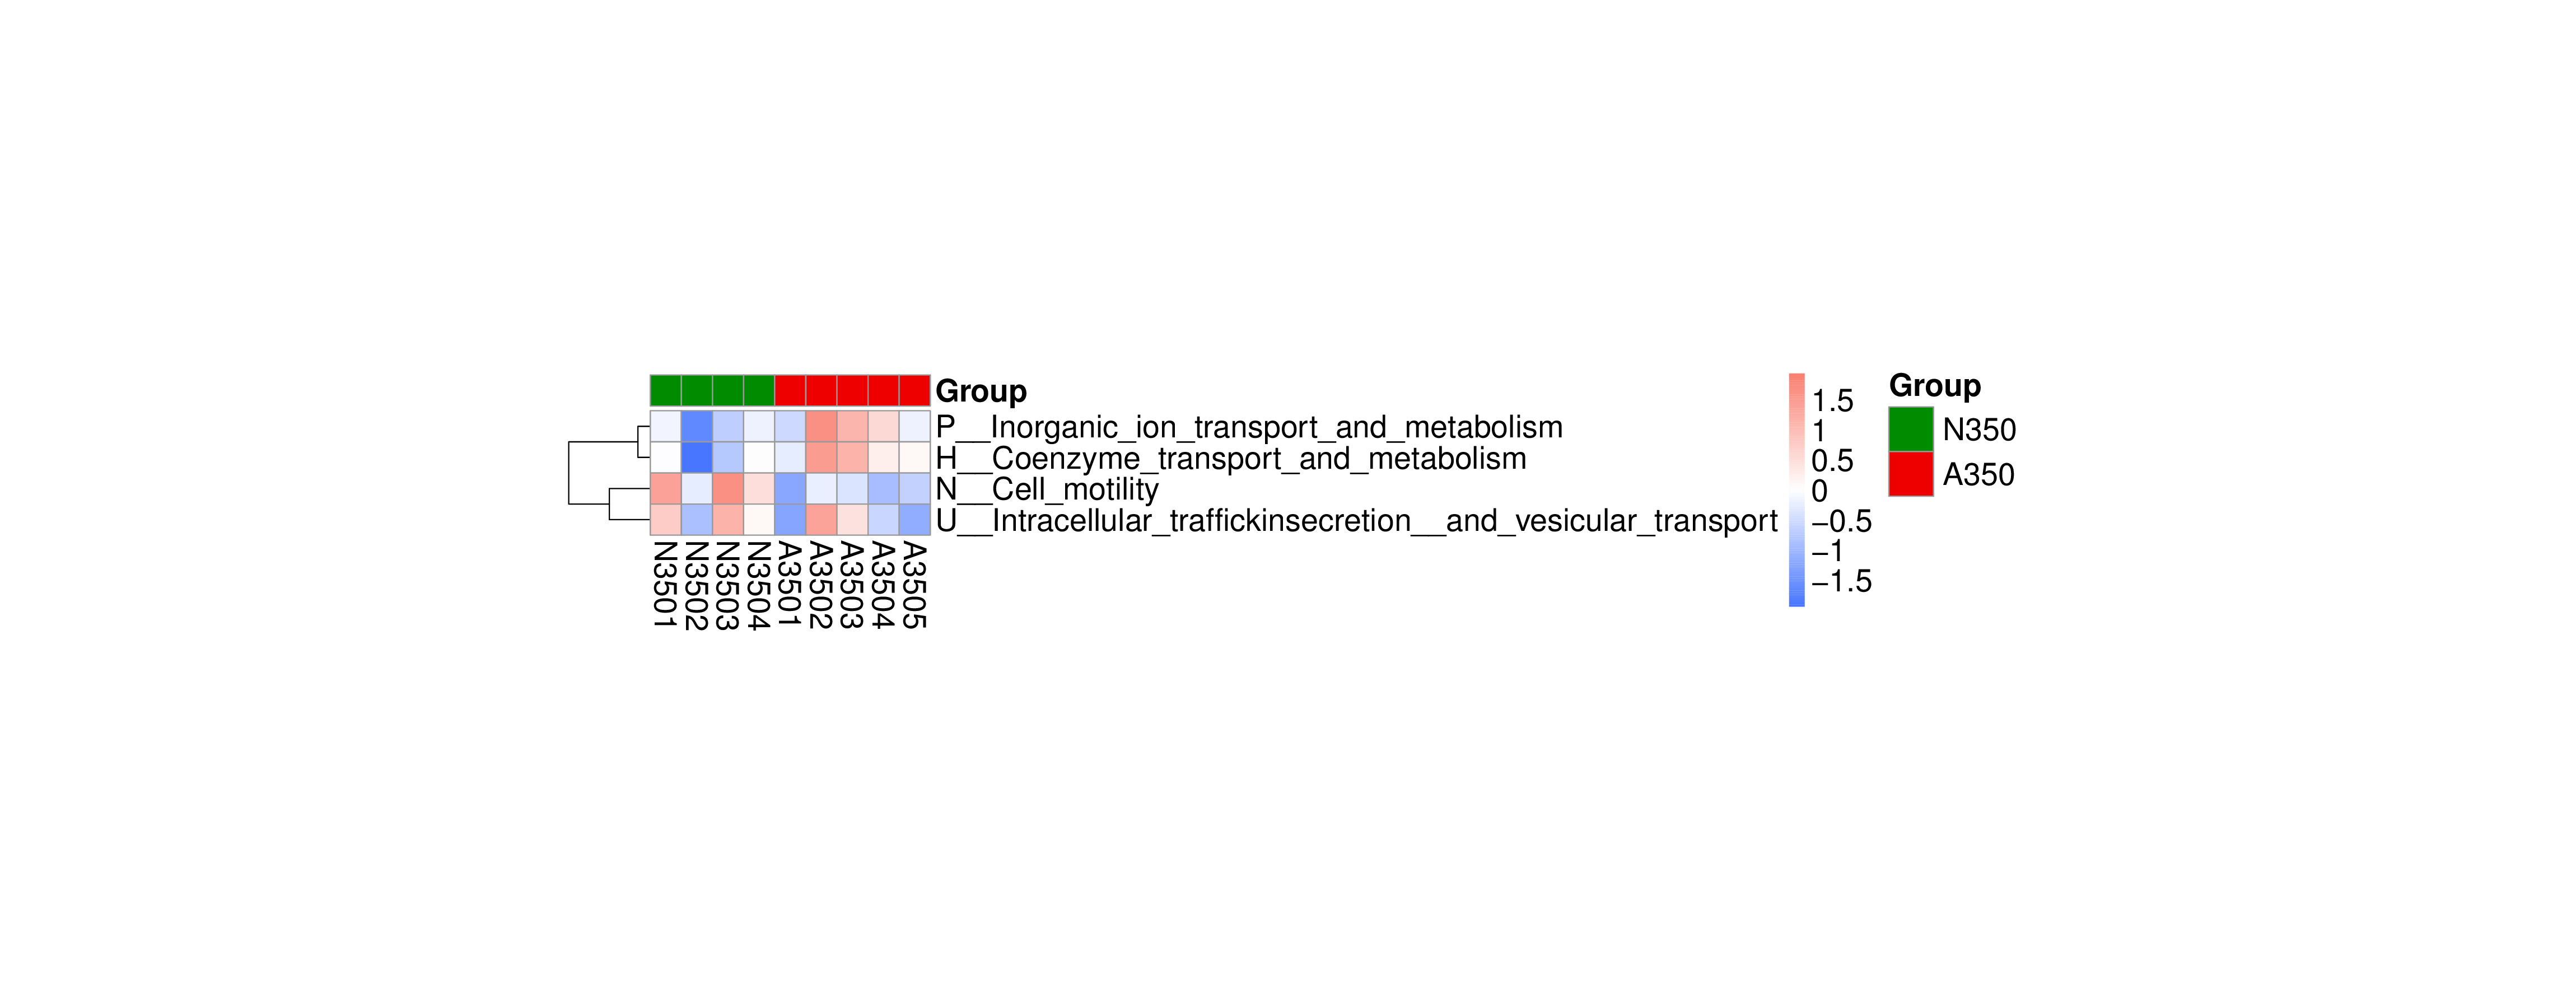 Group
P__Inorganic_ion_transport_and_metabolism
H__Coenzyme_transport_and_metabolism
N__Cell_motility
U__Intracellular_traffickinsecretion__and_vesicular_transport
N3501
N3502
N3503
N3504
A3501
A3502
A3503
A3504
A3505
1.5
1
0.5
0
−0.5
−1
−1.5
Group
N350
A350